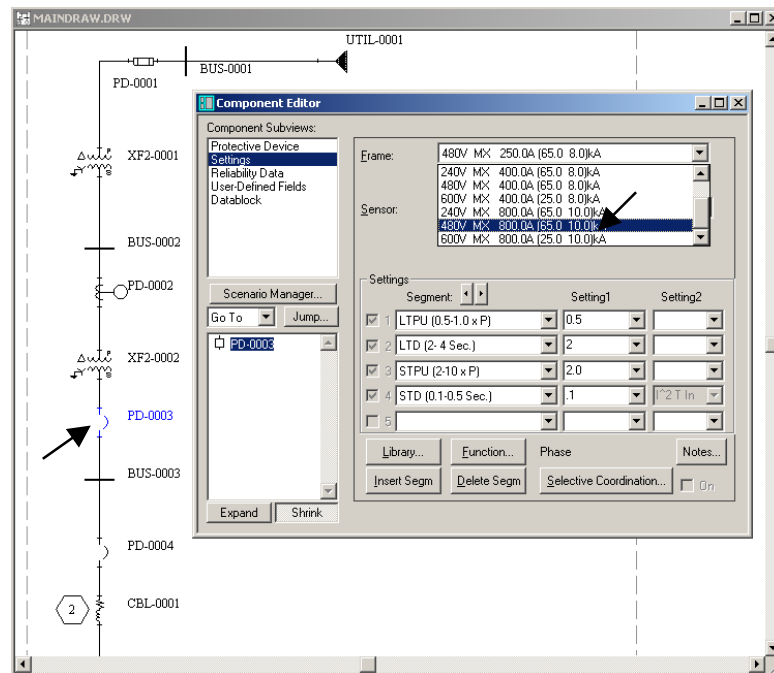 MAINDRAW.DRW
UTIL-0001
BUS-0001
PD-0001
XF2-0001
BUS-0002
PD-0002
XF2-0002
PD-0003
BUS-0003
PD-0004
CBL-0001
2
Component Editor
Component Subviews:
Protective Device
Settings
Reliability Data
User-Defined Fields
Datablock
Scenario Manager...
Go To
Jump...
PD-0003
Expand
Shrink
Frame:
480V MX 250.0A (65.0 8.0)kA
240V MX 400.0A (65.0 8.0)kA
480V MX 400.0A (65.0 8.0)kA
600V MX 400.0A (25.0 8.0)kA
240V MX 800.0A (65.0 10.0)kA
480V MX 800.0A (65.0 10.0)k
600V MX 800.0A (25.0 10.0)kA
Sensor:
Settings
Segment: Setting1 Setting2
1 LTPU (0.5-1.0 x P) 0.5
2 LTD (2- 4 Sec.) 2
3 STPU (2-10 x P) 2.0
4 STD (0.1-0.5 Sec.) .1 I^2 T In
5
Library... Function... Phase Notes...
Insert Segm Delete Segm Selective Coordination... On